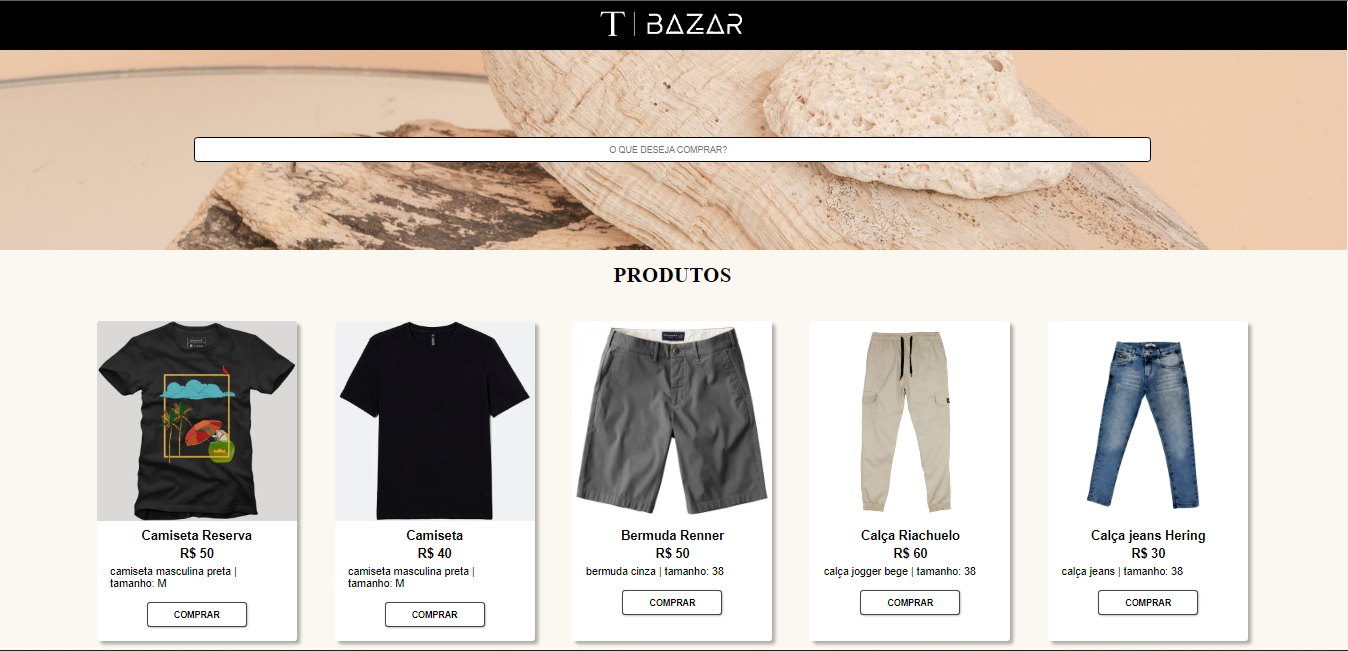 T | BAZAR
O QUE DESEJA COMPRAR?
PRODUTOS
Camiseta Reserva
R$ 50
camiseta masculina preta |
tamanho: M
COMPRAR
Camiseta
R$ 40
camiseta masculina preta |
tamanho: M
COMPRAR
Bermuda Renner
R$ 50
bermuda cinza | tamanho: 38
COMPRAR
Calça Riachuelo
R$ 60
calça jogger bege | tamanho: 38
COMPRAR
Calça jeans Hering
R$ 30
calça jeans | tamanho: 38
COMPRAR